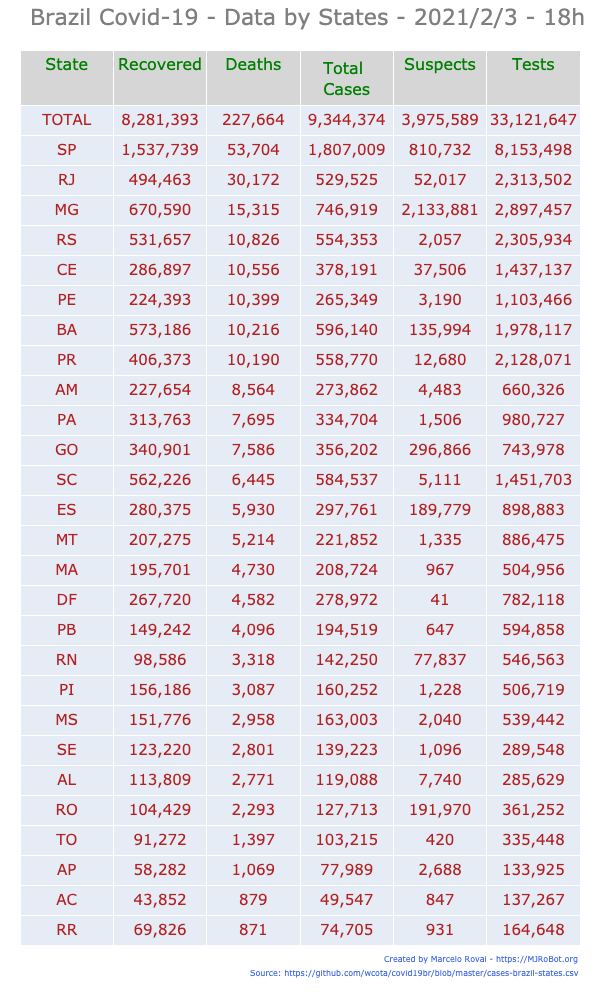 Brazil Covid-19 - Data by States - 2021/2/3 - 18h
State Recovered Deaths Total Cases Suspects Tests
TOTAL 8,281,393 227,664 9,344,374 3,975,589 33,121,647
SP 1,537,739 53,704 1,807,009 810,732 8,153,498
RJ 494,463 30,172 529,525 52,017 2,313,502
MG 670,590 15,315 746,919 2,133,881 2,897,457
RS 531,657 10,826 554,353 2,057 2,305,934
CE 286,897 10,556 378,191 37,506 1,437,137
PE 224,393 10,399 265,349 3,190 1,103,466
BA 573,186 10,216 596,140 135,994 1,978,117
PR 406,373 10,190 558,770 12,680 2,128,071
AM 227,654 8,564 273,862 4,483 660,326
PA 313,763 7,695 334,704 1,506 980,727
GO 340,901 7,586 356,202 296,866 743,978
SC 562,226 6,445 584,537 5,111 1,451,703
ES 280,375 5,930 297,761 189,779 898,883
MT 207,275 5,214 221,852 1,335 886,475
MA 195,701 4,730 208,724 967 504,956
DF 267,720 4,582 278,972 41 782,118
PB 149,242 4,096 194,519 647 594,858
RN 98,586 3,318 142,250 77,837 546,563
PI 156,186 3,087 160,252 1,228 506,719
MS 151,776 2,958 163,003 2,040 539,442
SE 123,220 2,801 139,223 1,096 289,548
AL 113,809 2,771 119,088 7,740 285,629
RO 104,429 2,293 127,713 191,970 361,252
TO 91,272 1,397 103,215 420 335,448
AP 58,282 1,069 77,989 2,688 133,925
AC 43,852 879 49,547 847 137,267
RR 69,826 871 74,705 931 164,648
Created by Marcelo Rovai - https://MJRoBot.org
Source: https://github.com/wcota/covid19br/blob/master/cases-brazil-states.csv